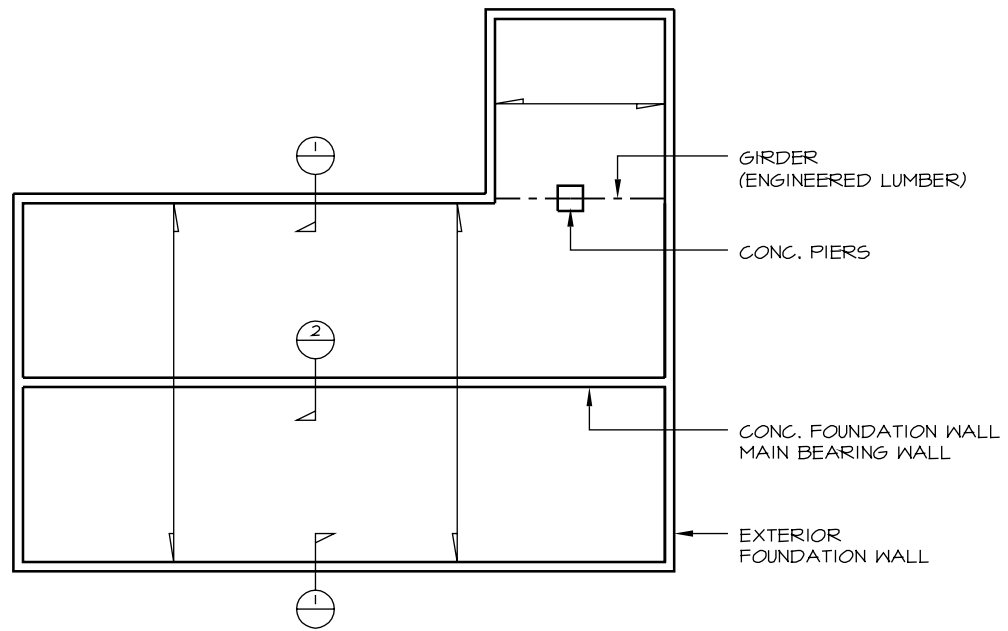 1
GIRDER
(ENGINEERED LUMBER)
CONC. PIERS
2
CONC. FOUNDATION WALL
MAIN BEARING WALL
EXTERIOR
FOUNDATION WALL
1